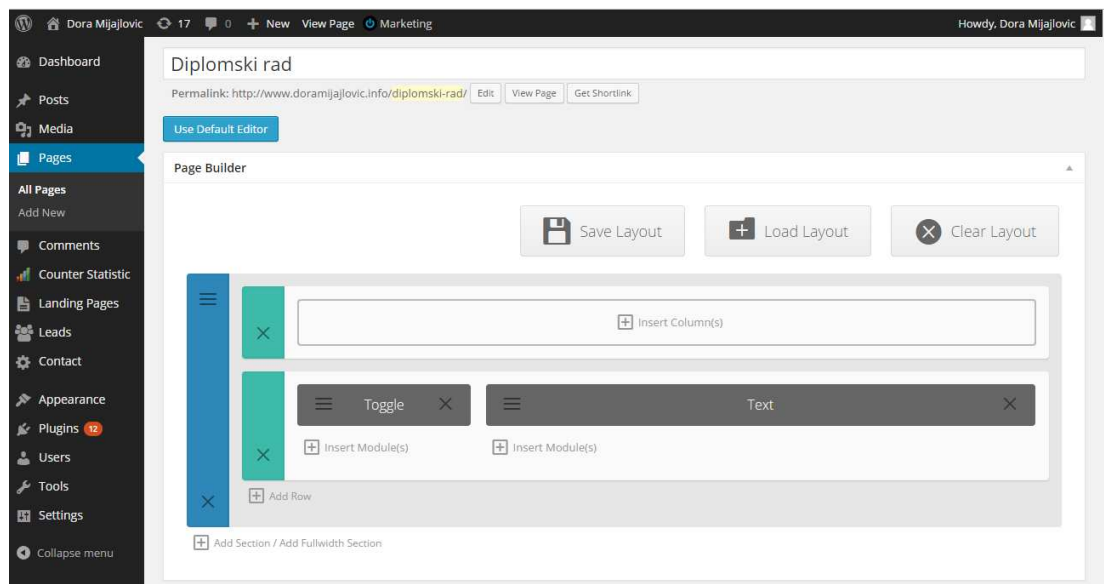 Dora Mijajlovic 17 0 + New View Page Marketing Howdy, Dora Mijajlovic
Dashboard
Posts
Media
Pages
All Pages
Add New
Comments
Counter Statistic
Landing Pages
Leads
Contact
Appearance
Plugins 12
Users
Tools
Settings
Collapse menu
Diplomski rad
Permalink: http://www.doramijajlovic.info/diplomski-rad/ Edit View Page Get Shortlink
Use Default Editor
Page Builder
Save Layout Load Layout Clear Layout
Insert Column(s)
Toggle Text
Insert Module(s) Insert Module(s)
Add Row
Add Section / Add Fullwidth Section